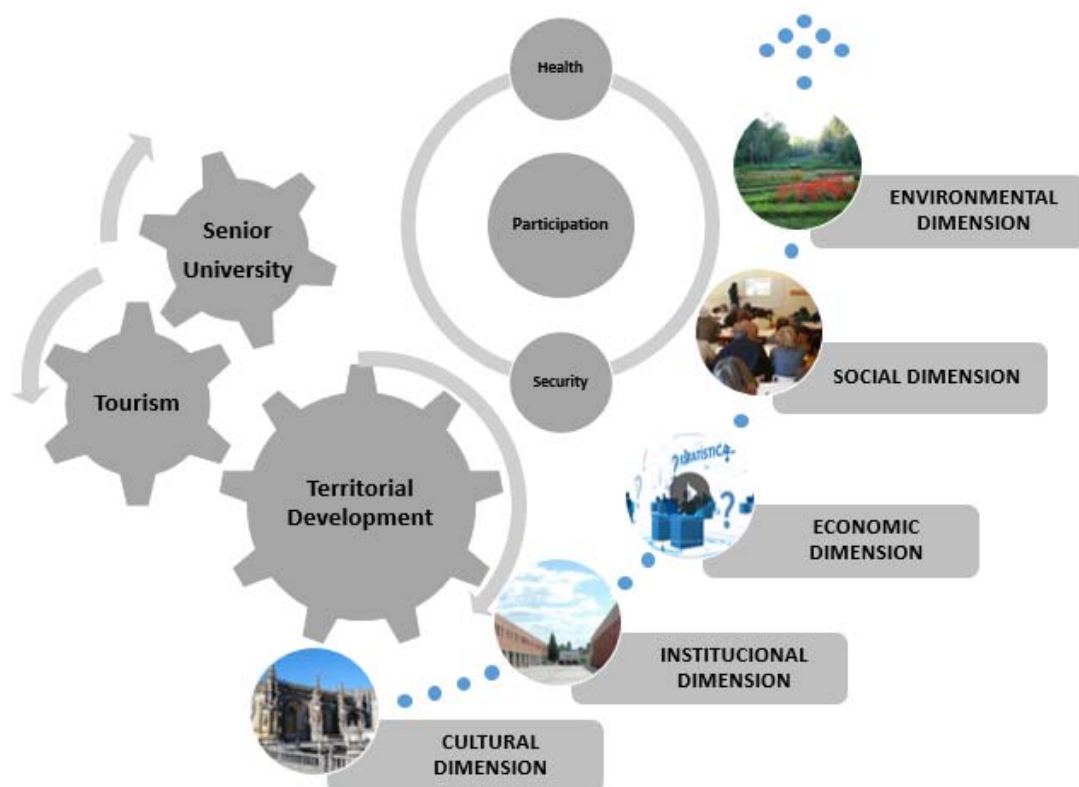 Health
Participation
Security
Senior
University
Tourism
Territorial
Development
ENVIRONMENTAL
DIMENSION
SOCIAL DIMENSION
ECONOMIC
DIMENSION
INSTITUCIONAL
DIMENSION
CULTURAL
DIMENSION